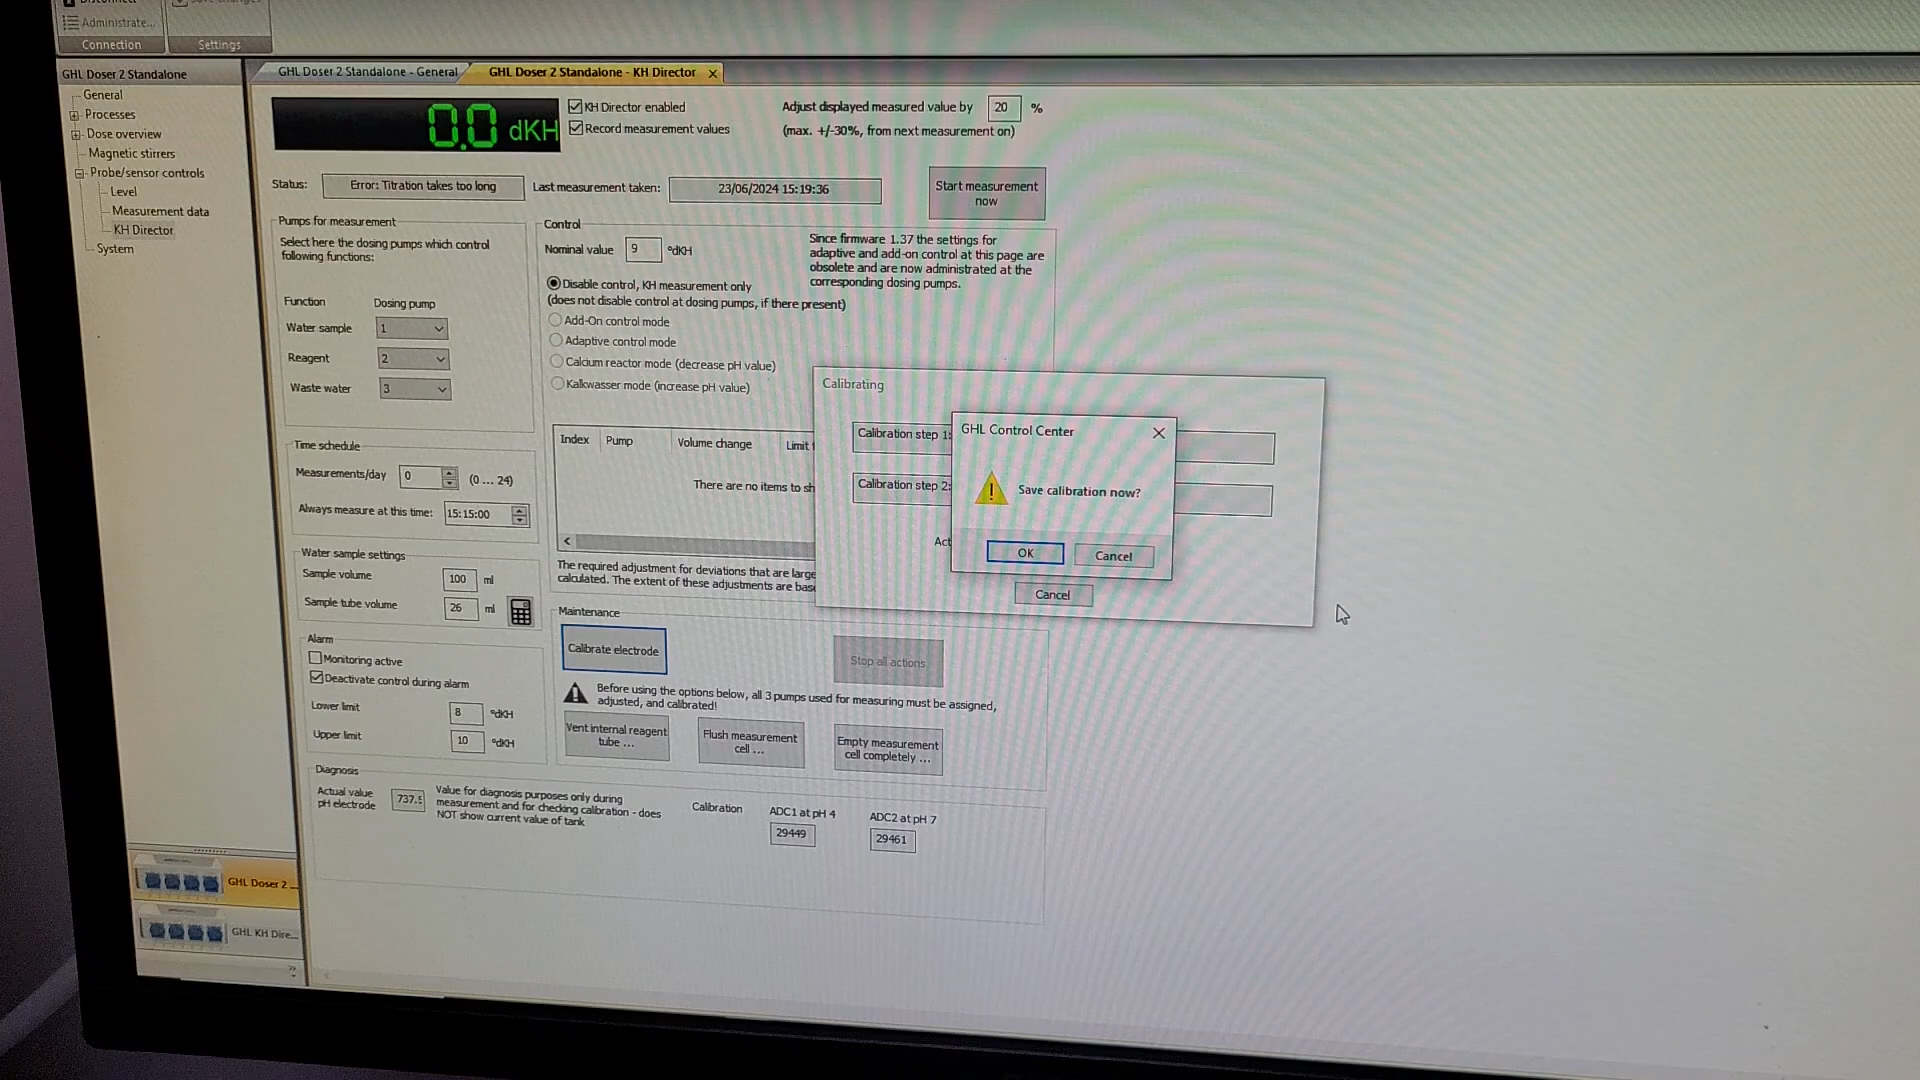 Administrate...
Connection
Settings
GHL Doser 2 Standalone
General
Processes
Dose overview
Magnetic stirrers
Probe/sensor controls
Level
Measurement data
KH Director
System
GHL Doser 2 ...
GHL KH Dire...
GHL Doser 2 Standalone - General
GHL Doser 2 Standalone - KH Director
0.0 dKH
KH Director enabled
Record measurement values
Adjust displayed measured value by 20 %
(max. +/-30%, from next measurement on)
Status: Error: Titration takes too long
Last measurement taken: 23/06/2024 15:19:36
Start measurement
now
Pumps for measurement
Select here the dosing pumps which control
following functions:
Function Dosing pump
Water sample 1
Reagent 2
Waste water 3
Time schedule
Measurements/day 0 (0 ... 24)
Always measure at this time: 15:15:00
Water sample settings
Sample volume 100 ml
Sample tube volume 26 ml
Alarm
Monitoring active
Deactivate control during alarm
Lower limit 8 °dKH
Upper limit 10 °dKH
Control
Nominal value 9 °dKH
Since firmware 1.37 the settings for
adaptive and add-on control at this page are
obsolete and are now administrated at the
corresponding dosing pumps.
Disable control, KH measurement only
(does not disable control at dosing pumps, if there present)
Add-On control mode
Adaptive control mode
Calcium reactor mode (decrease pH value)
Kalkwasser mode (increase pH value)
Index Pump Volume change Limit
There are no items to sh
The required adjustment for deviations that are large
calculated. The extent of these adjustments are bas
Calibrating
Calibration step 1:
Calibration step 2:
Act
Cancel
GHL Control Center
Save calibration now?
OK Cancel
Maintenance
Calibrate electrode
Stop all actions
Before using the options below, all 3 pumps used for measuring must be assigned,
adjusted, and calibrated!
Vent internal reagent
tube ...
Flush measurement
cell ...
Empty measurement
cell completely ...
Diagnosis
Actual value
pH electrode
737.5
Value for diagnosis purposes only during
measurement and for checking calibration - does
NOT show current value of tank
Calibration
ADC1 at pH 4
29449
ADC2 at pH 7
29461